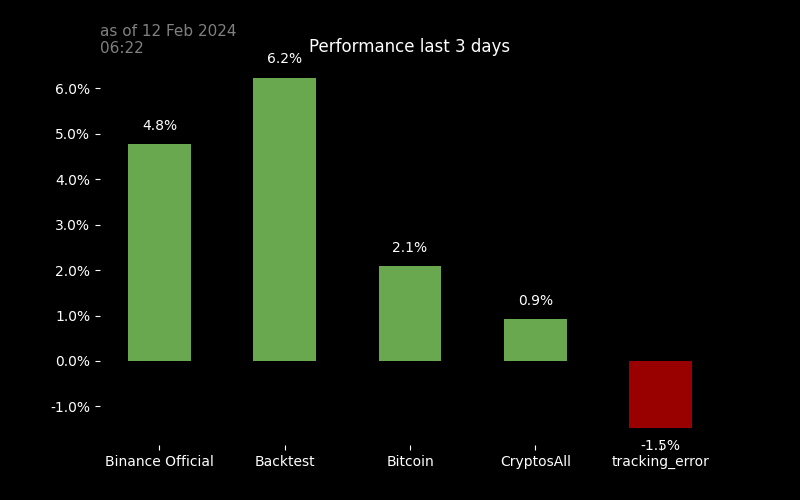 as of 12 Feb 2024
06:22
Performance last 3 days
6.2%
6.0%
4.8%
5.0%
4.0%
3.0%
2.1%
2.0%
0.9%
1.0%
0.0%
-1.0%
-1.5%
Binance Official
Backtest
Bitcoin
CryptosAll
tracking_error